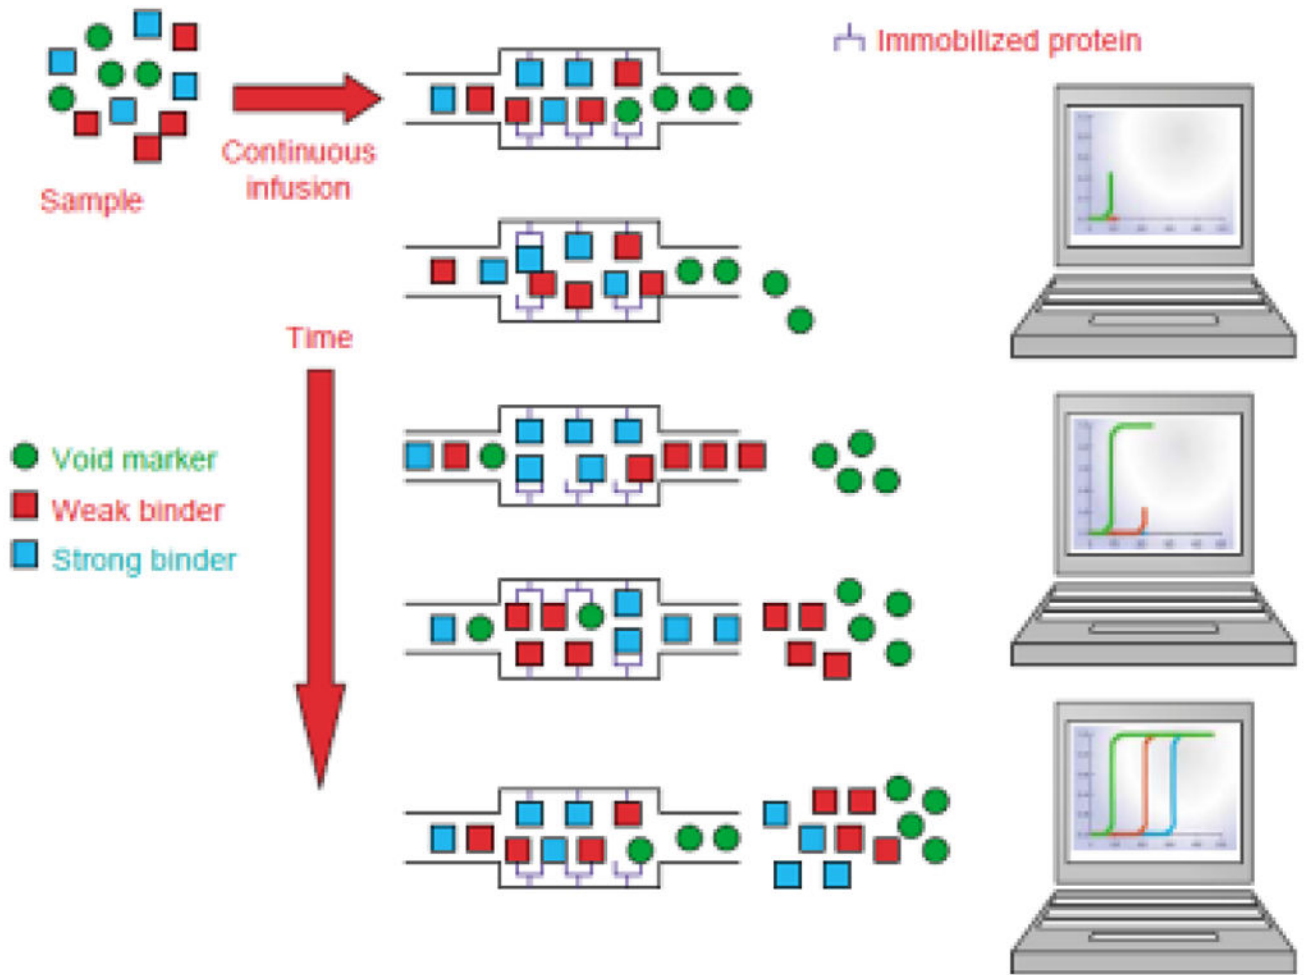 Immobilized protein
Continuous
infusion
Sample
Time
Void marker
Weak binder
Strong binder